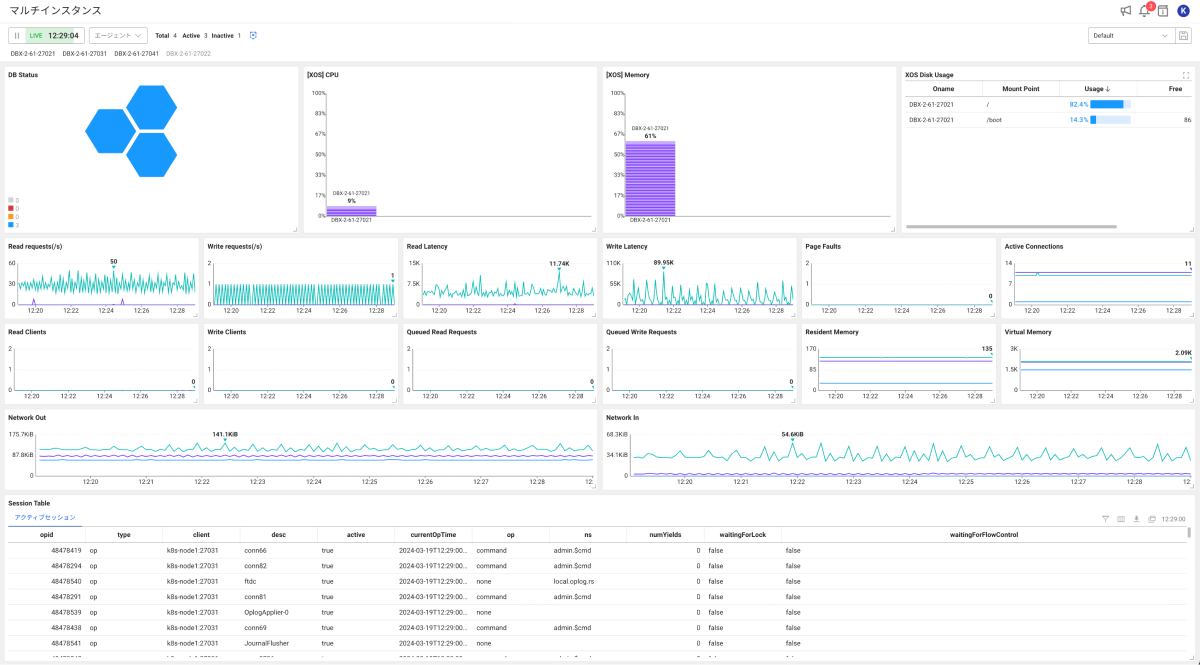 マルチインスタンス
3
K
LIVE 12:29:04 エージェント Total 4 Active 3 Inactive 1
Default
DBX-2-61-27021 DBX-2-61-27031 DBX-2-61-27041 DBX-2-61-27022
DB Status
0
0
0
3
[XOS] CPU
100%
83%
67%
50%
33%
17%
0%
DBX-2-61-27021
9%
DBX-2-61-27021
[XOS] Memory
100%
83%
67%
50%
33%
17%
0%
DBX-2-61-27021
61%
DBX-2-61-27021
XOS Disk Usage
Oname Mount Point Usage ↓ Free
DBX-2-61-27021 / 82.4%
DBX-2-61-27021 /boot 14.3% 86
Read requests(/s)
60
30
0
50
12:20 12:22 12:24 12:26 12:28
Write requests(/s)
2
1
0
1
12:20 12:22 12:24 12:26 12:28
Read Latency
15K
7.5K
0
11.74K
12:20 12:22 12:24 12:26 12:28
Write Latency
110K
55K
0
89.95K
12:20 12:22 12:24 12:26 12:28
Page Faults
2
1
0
0
12:20 12:22 12:24 12:26 12:28
Active Connections
14
7
0
11
12:20 12:22 12:24 12:26 12:28
Read Clients
2
1
0
0
12:20 12:22 12:24 12:26 12:28
Write Clients
2
1
0
0
12:20 12:22 12:24 12:26 12:28
Queued Read Requests
2
1
0
0
12:20 12:22 12:24 12:26 12:28
Queued Write Requests
2
1
0
0
12:20 12:22 12:24 12:26 12:28
Resident Memory
170
85
0
135
12:20 12:22 12:24 12:26 12:28
Virtual Memory
3K
1.5K
0
2.09K
12:20 12:22 12:24 12:26 12:28
Network Out
175.7KiB
87.8KiB
0
141.1KiB
12:20 12:21 12:22 12:23 12:24 12:25 12:26 12:27 12:28 12:
Network In
68.3KiB
34.1KiB
0
54.6KiB
12:20 12:21 12:22 12:23 12:24 12:25 12:26 12:27 12:28 12:
Session Table
アクティブセッション
12:29:00
opid type client desc active currentOpTime op ns numYields waitingForLock waitingForFlowControl
48478419 op k8s-node1:27031 conn66 true 2024-03-19T12:29:00... command admin.$cmd 0 false false
48478294 op k8s-node1:27031 conn82 true 2024-03-19T12:29:00... command admin.$cmd 0 false false
48478540 op k8s-node1:27031 ftdc true 2024-03-19T12:29:00... none local.oplog.rs 0 false false
48478291 op k8s-node1:27031 conn81 true 2024-03-19T12:29:00... command admin.$cmd 0 false false
48478539 op k8s-node1:27031 OplogApplier-0 true 2024-03-19T12:29:00... none 0 false false
48478438 op k8s-node1:27031 conn69 true 2024-03-19T12:29:00... command admin.$cmd 0 false false
48478541 op k8s-node1:27031 JournalFlusher true 2024-03-19T12:29:00... none 0 false false